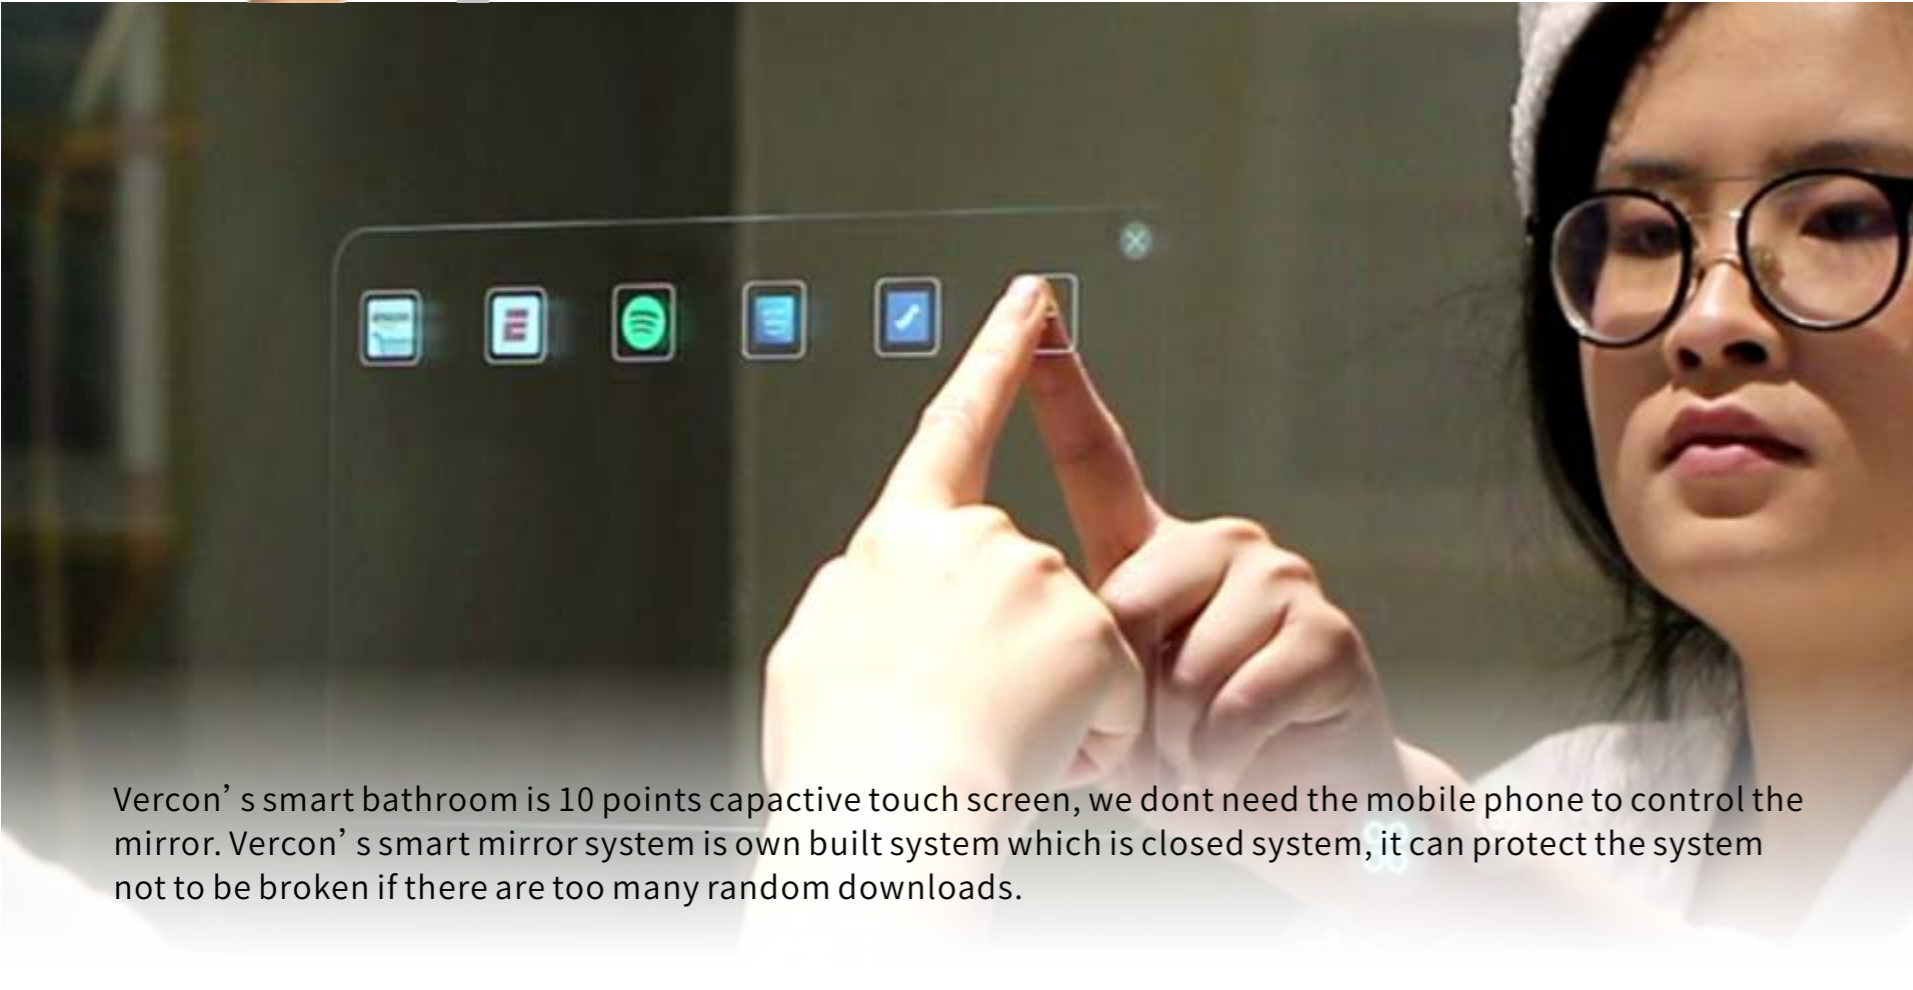 Vercon’s smart bathroom is 10 points capactive touch screen, we dont need the mobile phone to control the
mirror. Vercon’s smart mirror system is own built system which is closed system, it can protect the system
not to be broken if there are too many random downloads.